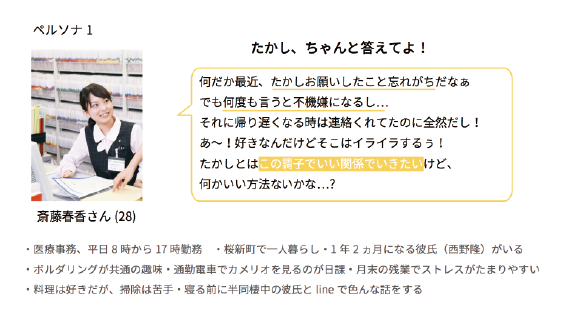 ペルソナ 1
たかし、ちゃんと答えてよ！
何だか最近、たかしお願いしたこと忘れがちだなぁ
でも何度も言うと不機嫌になるし…
それに帰り遅くなる時は連絡くれてたのに全然だし！
あ〜！好きなんだけどそこはイライラするぅ！
たかしとはこの調子でいい関係でいきたいけど、
何かいい方法ないかな…?
斎藤春香さん (28)
・医療事務、平日 8 時から 17 時勤務　・桜新町で一人暮らし・1 年 2 ヵ月になる彼氏（西野隆）がいる
・ボルダリングが共通の趣味・通勤電車でカメリオを見るのが日課・月末の残業でストレスがたまりやすい
・料理は好きだが、掃除は苦手・寝る前に半同棲中の彼氏と line で色んな話をする